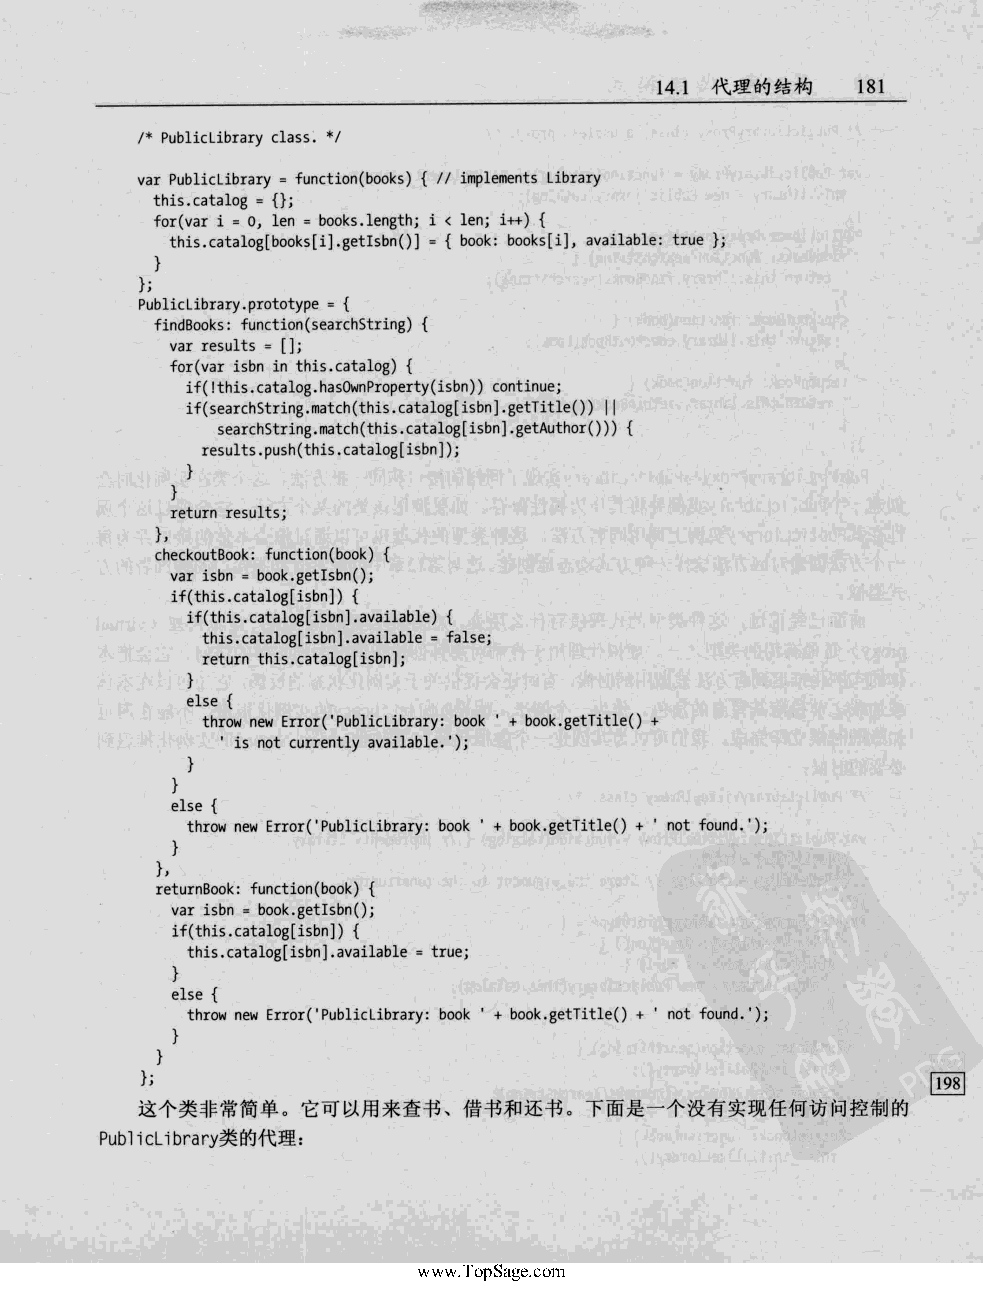 14.1 代理的结构 181
/* PublicLibrary class. */
var PublicLibrary = function(books) { // implements Library
this.catalog = {};
for(var i = 0, len = books.length; i < len; i++) {
this.catalog[books[i].getIsbn()] = { book: books[i], available: true };
}
};
PublicLibrary.prototype = {
findBooks: function(searchString) {
var results = [];
for(var isbn in this.catalog) {
if(!this.catalog.hasOwnProperty(isbn)) continue;
if(searchString.match(this.catalog[isbn].getTitle()) ||
searchString.match(this.catalog[isbn].getAuthor())) {
results.push(this.catalog[isbn]);
}
}
return results;
},
checkoutBook: function(book) {
var isbn = book.getIsbn();
if(this.catalog[isbn]) {
if(this.catalog[isbn].available) {
this.catalog[isbn].available = false;
return this.catalog[isbn];
}
else {
throw new Error('PublicLibrary: book ' + book.getTitle() +
' is not currently available.');
}
}
else {
throw new Error('PublicLibrary: book ' + book.getTitle() + ' not found.');
}
},
returnBook: function(book) {
var isbn = book.getIsbn();
if(this.catalog[isbn]) {
this.catalog[isbn].available = true;
}
else {
throw new Error('PublicLibrary: book ' + book.getTitle() + ' not found.');
}
}
};
198
这个类非常简单。它可以用来查书、借书和还书。下面是一个没有实现任何访问控制的
PublicLibrary类的代理:
PDF
www.TopSage.com